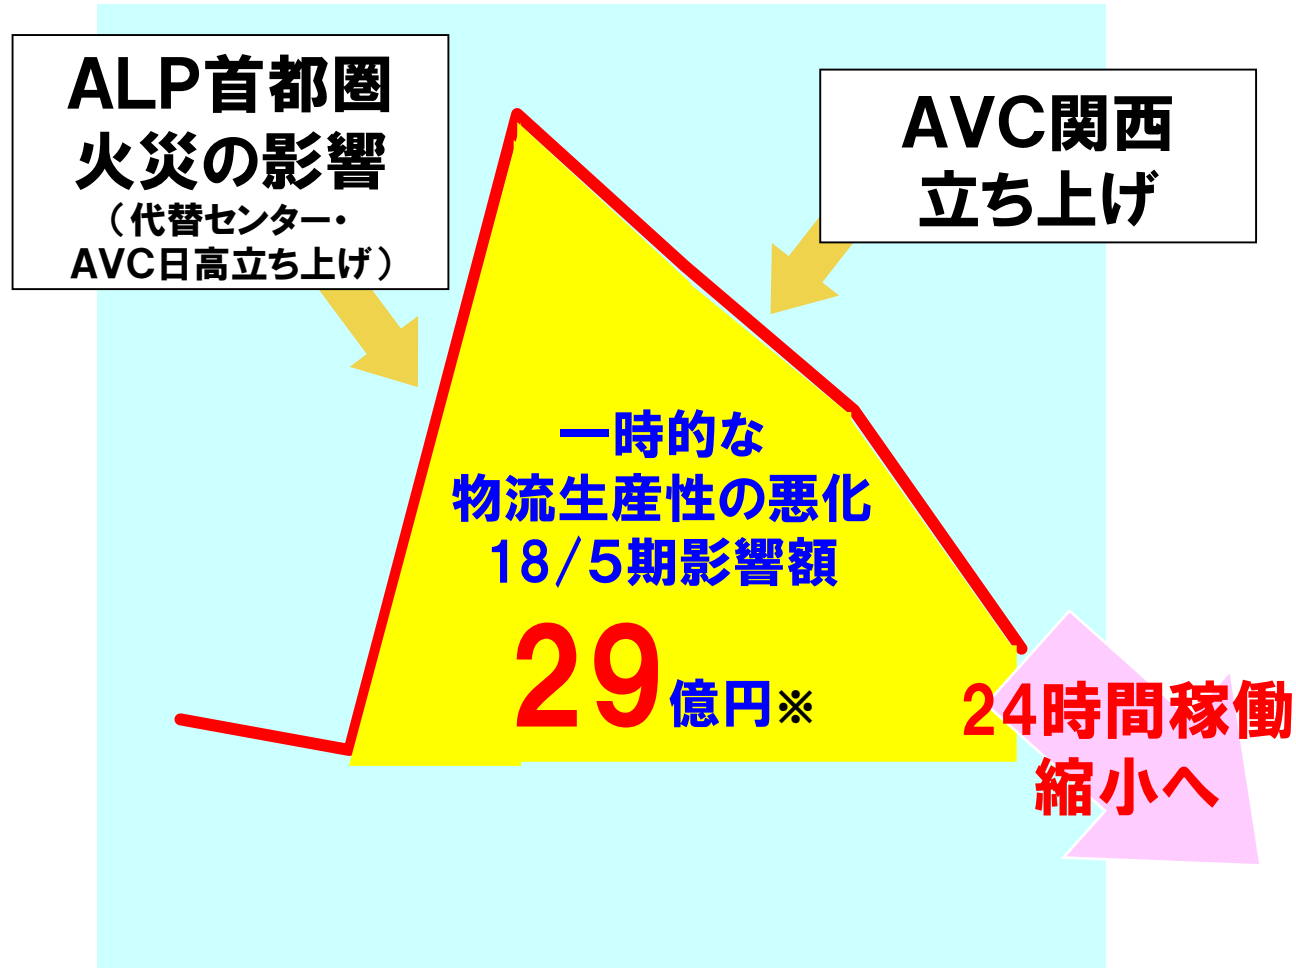 ALP首都圏
火災の影響
（代替センター・
AVC日高立ち上げ）
AVC関西
立ち上げ
一時的な
物流生産性の悪化
18/5期影響額
29億円※
24時間稼働
縮小へ